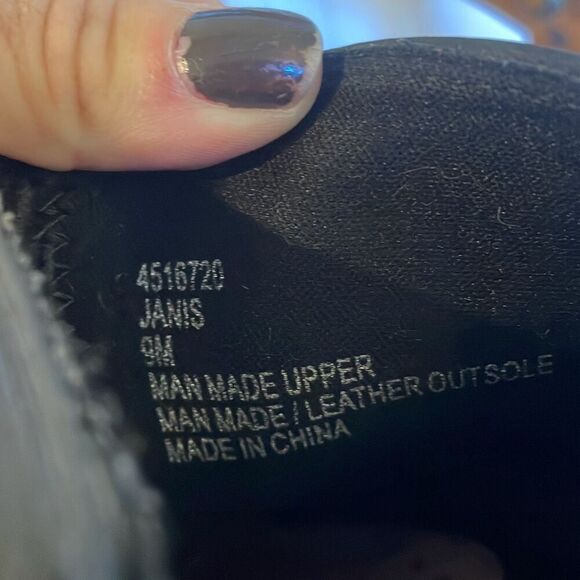 4516720
JANIS
9M
MAN MADE UPPER
MAN MADE / LEATHER OUTSOLE
MADE IN CHINA